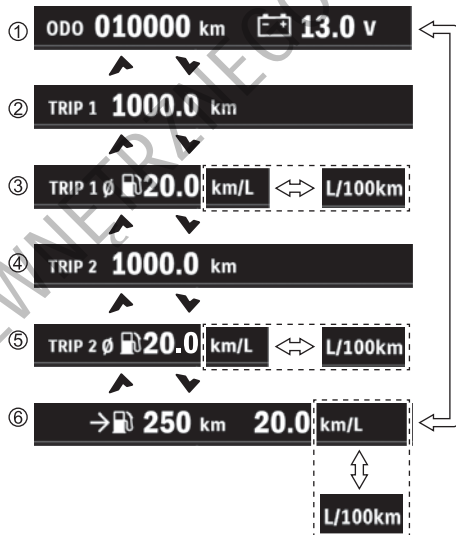 ① ODO 010000 km 13.0 V
② TRIP 1 1000.0 km
③ TRIP 1 Ø 20.0 km/L L/100km
④ TRIP 2 1000.0 km
⑤ TRIP 2 Ø 20.0 km/L L/100km
⑥ 250 km 20.0 km/L
L/100km